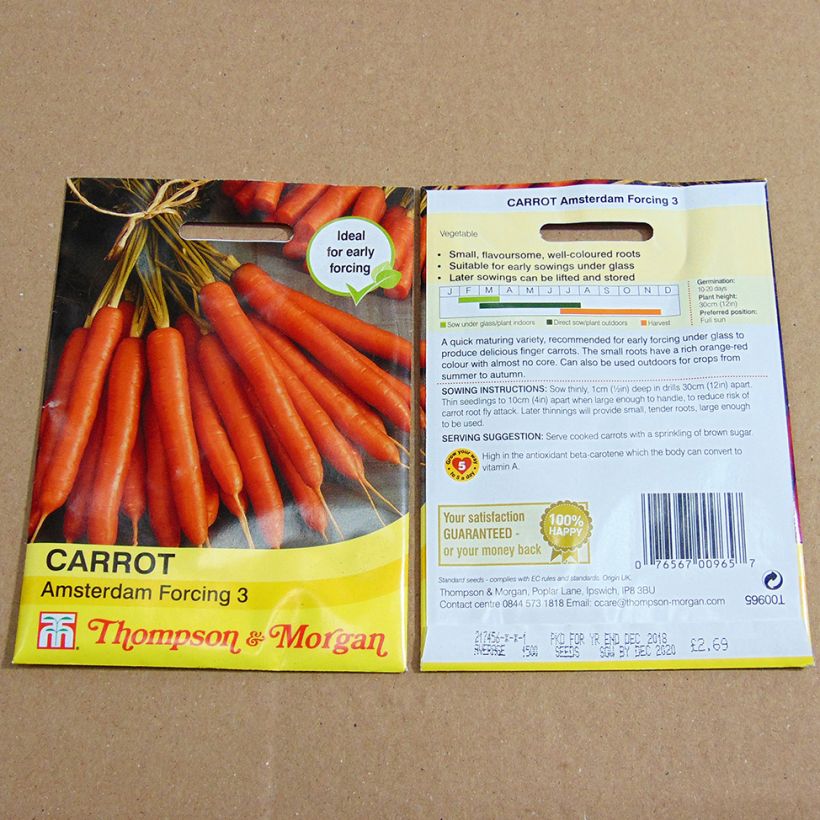 Ideal
for early
forcing
CARROT
Amsterdam Forcing 3
Thompson & Morgan
CARROT Amsterdam Forcing 3
Vegetable
• Small, flavoursome, well-coloured roots
• Suitable for early sowings under glass
• Later sowings can be lifted and stored
J F M A M J J A S O N D
Sow under glass/plant indoors Direct sow/plant outdoors Harvest
Germination:
10-20 days
Plant height:
30cm (12in)
Preferred position:
Full sun
A quick maturing variety, recommended for early forcing under glass to
produce delicious finger carrots. The small roots have a rich orange-red
colour with almost no core. Can also be used outdoors for crops from
summer to autumn.
SOWING INSTRUCTIONS: Sow thinly, 1cm (½in) deep in drills 30cm (12in) apart.
Thin seedlings to 10cm (4in) apart when large enough to handle, to reduce risk of
carrot root fly attack. Later thinnings will provide small, tender roots, large enough
to be used.
SERVING SUGGESTION: Serve cooked carrots with a sprinkling of brown sugar.
Grow your way
5
to 5 a day
High in the antioxidant beta-carotene which the body can convert to
vitamin A.
Your satisfaction
GUARANTEED -
or your money back
100%
HAPPY
0 76567 00965 7
Standard seeds - complies with EC rules and standards. Origin UK.
Thompson & Morgan, Poplar Lane, Ipswich, IP8 3BU
Contact centre 0844 573 1818 Email: ccare@thompson-morgan.com
T00965
217456-X-X-1 PKD FOR YR END DEC 2018
AVERAGE 1500 SEEDS SOW BY DEC 2020 £2.69